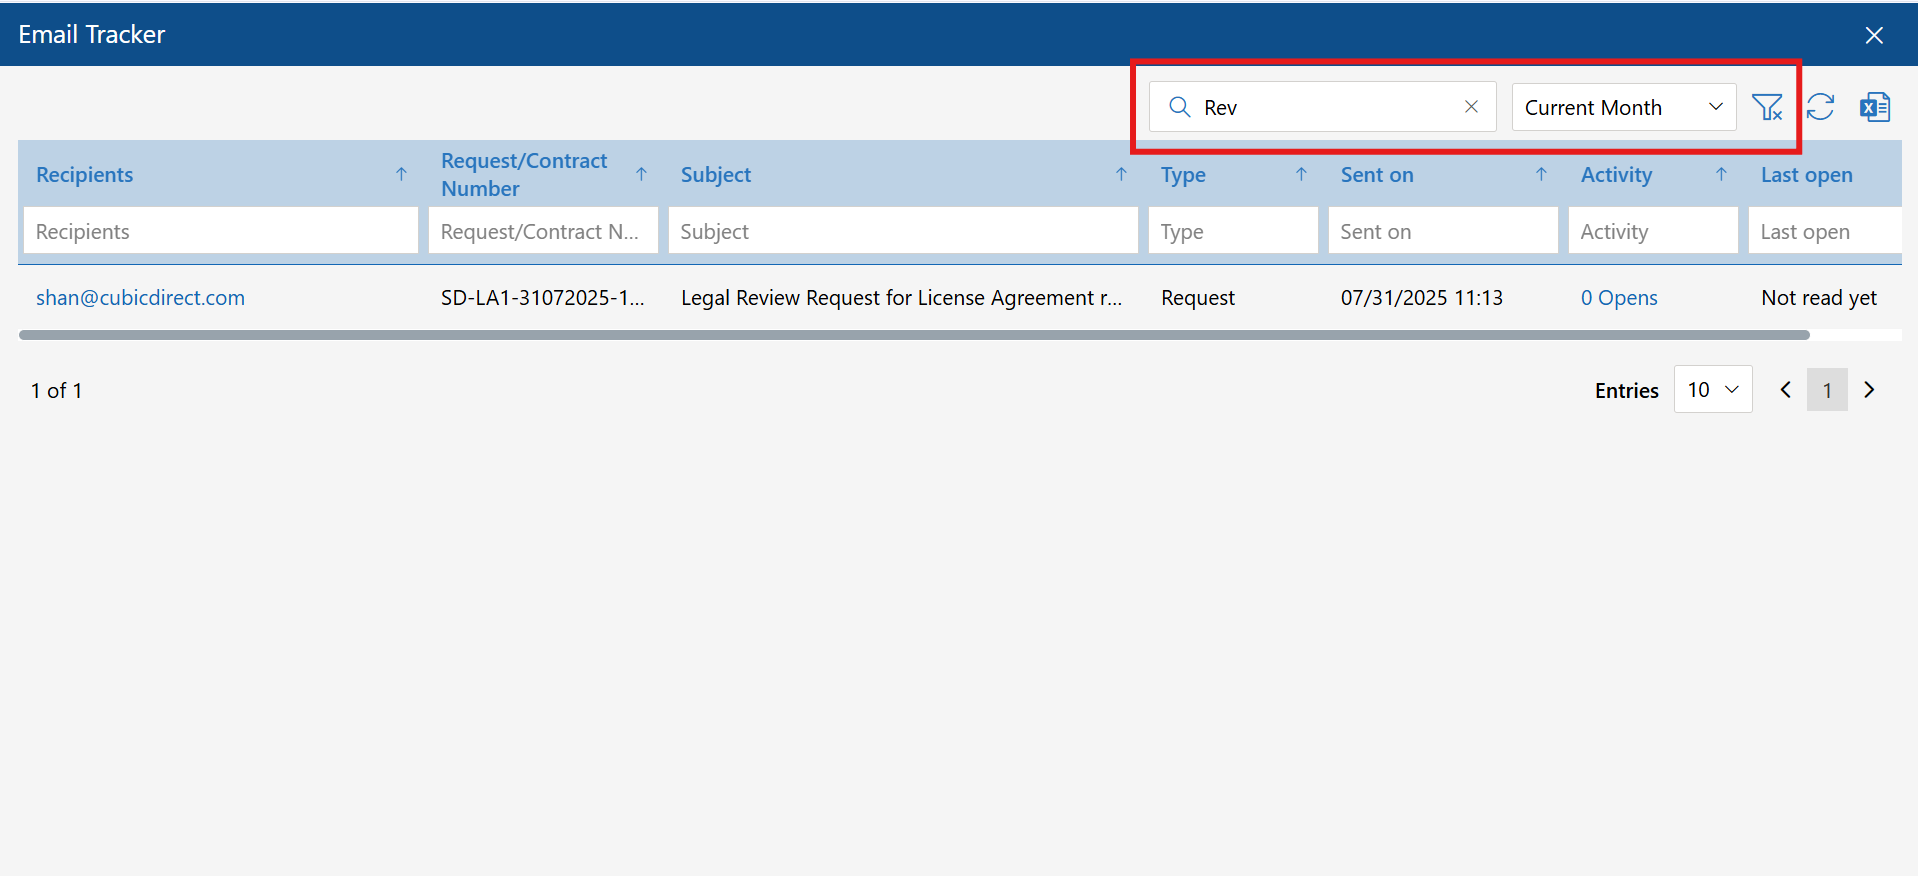 Email Tracker
Rev
Current Month
Recipients
Request/Contract Number
Subject
Type
Sent on
Activity
Last open
Recipients
Request/Contract N...
Subject
Type
Sent on
Activity
Last open
shan@cubicdirect.com
SD-LA1-31072025-1...
Legal Review Request for License Agreement r...
Request
07/31/2025 11:13
0 Opens
Not read yet
1 of 1
Entries
10
1